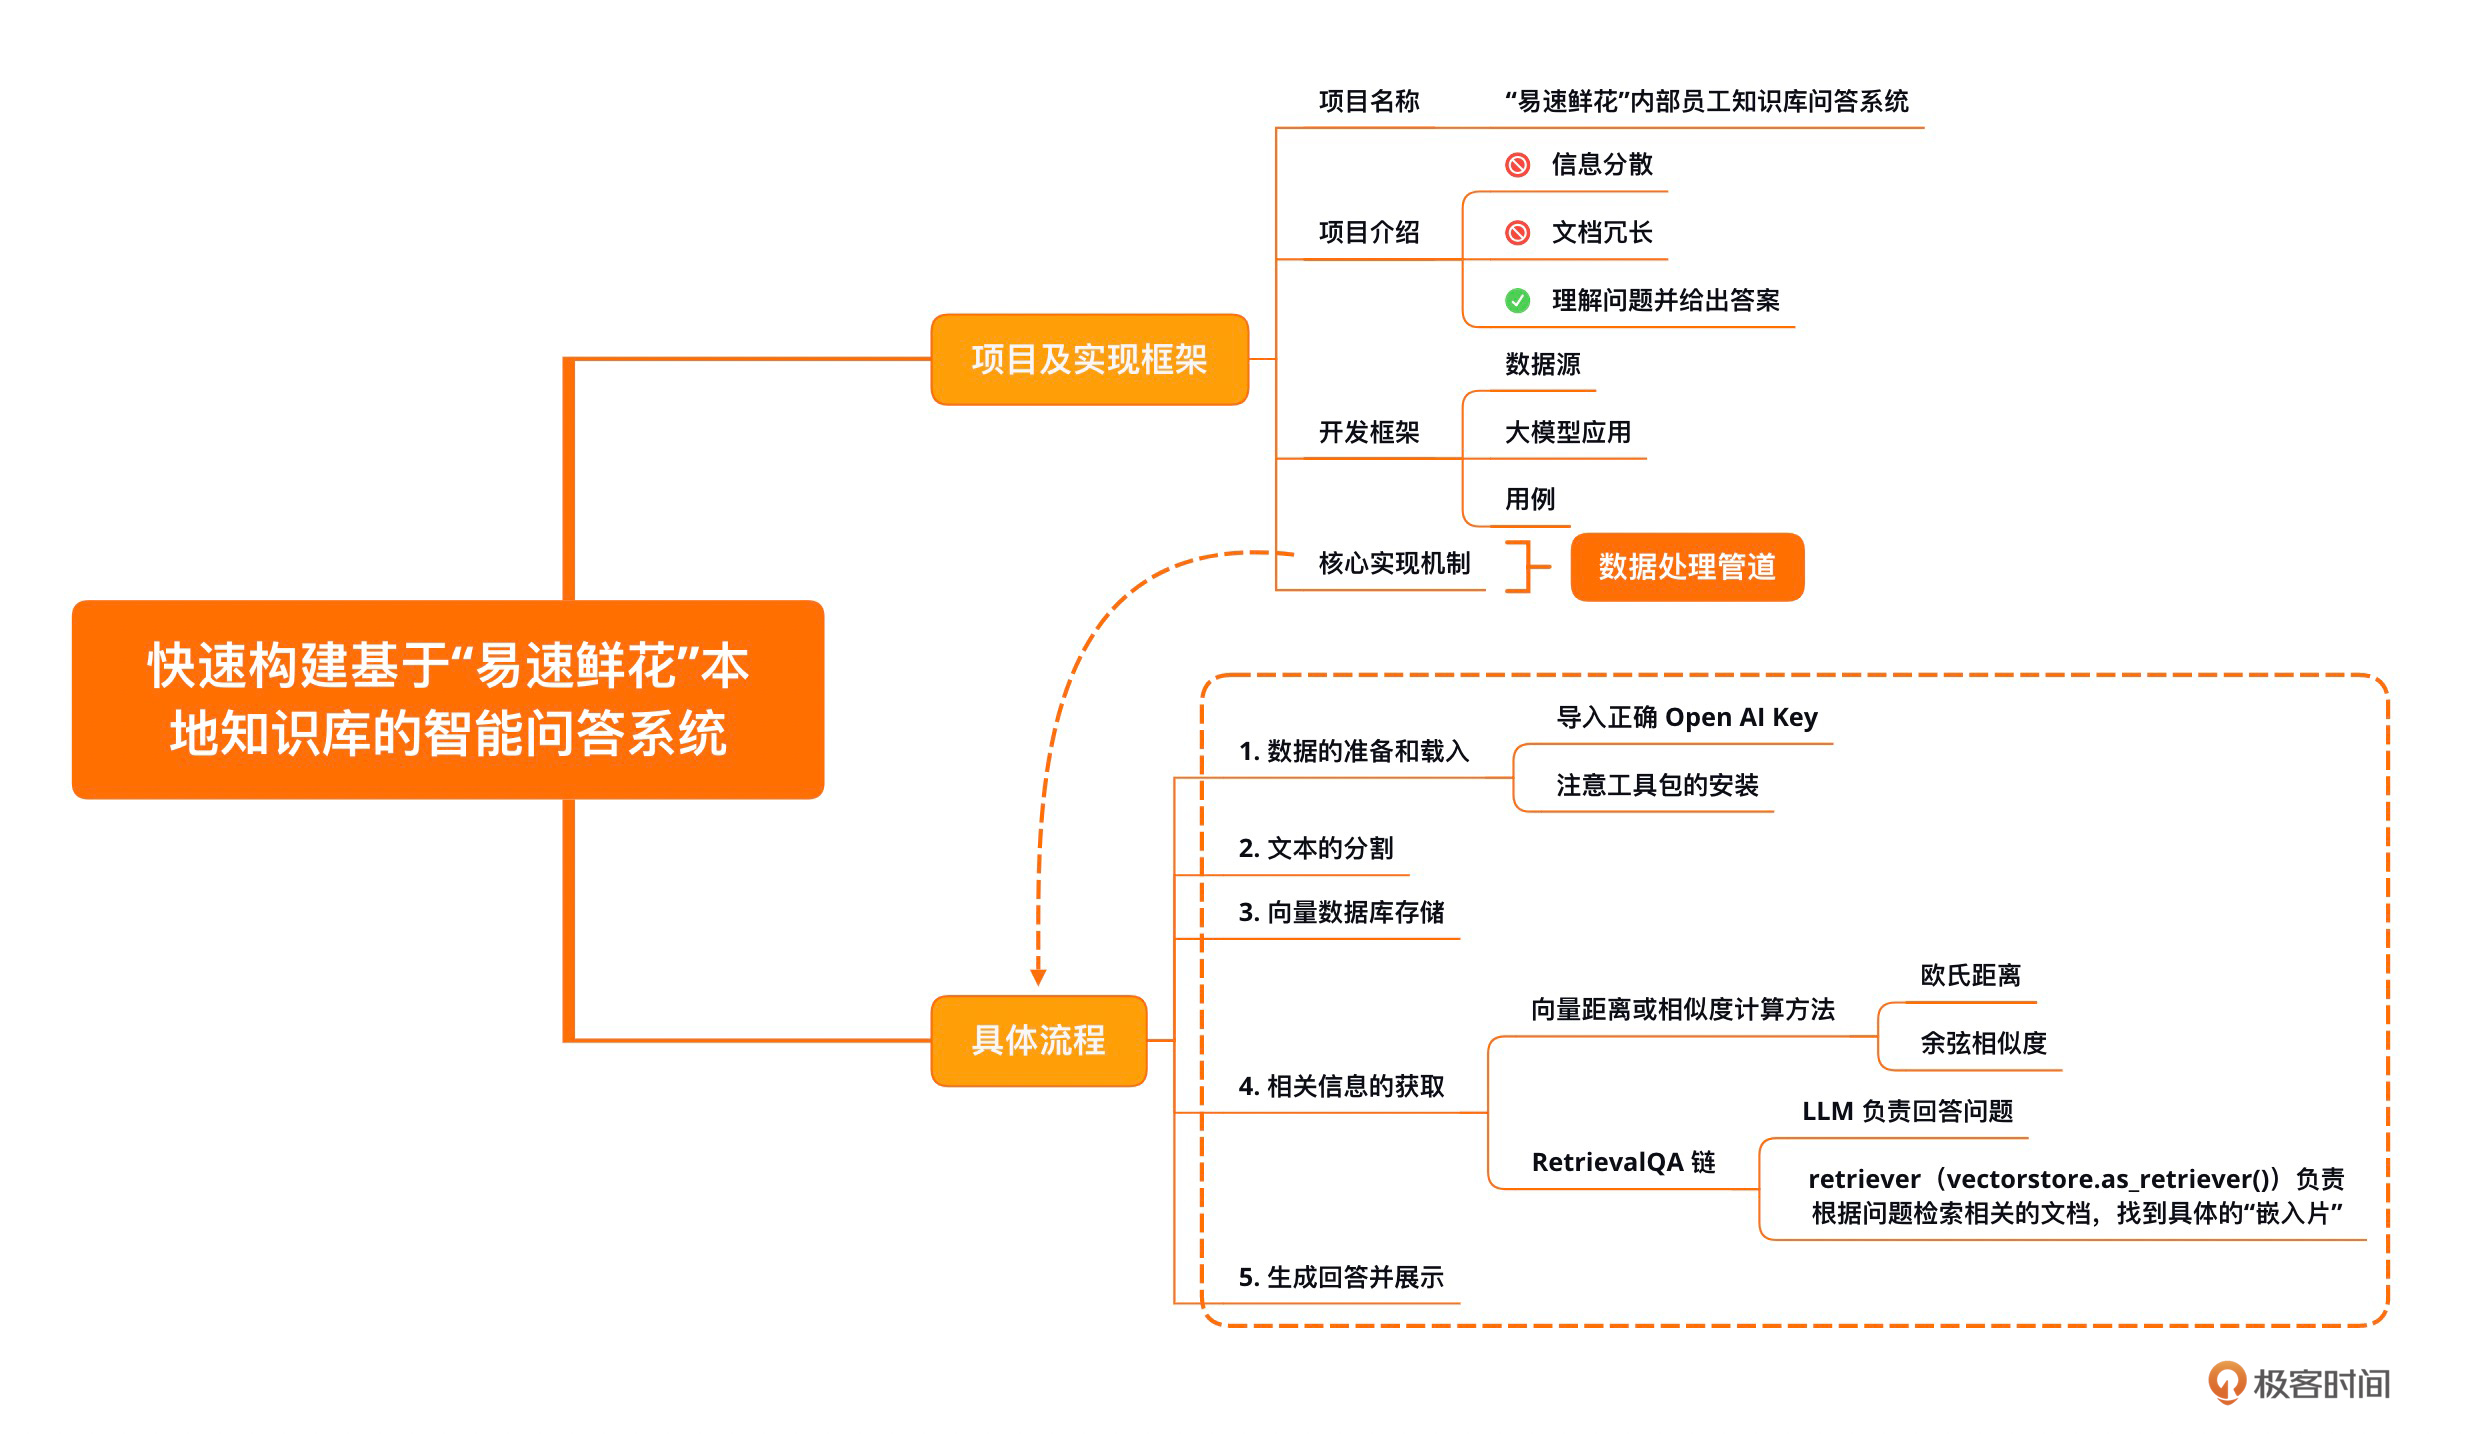 快速构建基于“易速鲜花”本
地知识库的智能问答系统
项目及实现框架
项目名称
“易速鲜花”内部员工知识库问答系统
项目介绍
信息分散
文档冗长
理解问题并给出答案
开发框架
数据源
大模型应用
用例
核心实现机制
数据处理管道
具体流程
1. 数据的准备和载入
导入正确 Open AI Key
注意工具包的安装
2. 文本的分割
3. 向量数据库存储
4. 相关信息的获取
向量距离或相似度计算方法
欧氏距离
余弦相似度
RetrievalQA 链
LLM 负责回答问题
retriever（vectorstore.as_retriever()）负责
根据问题检索相关的文档，找到具体的“嵌入片”
5. 生成回答并展示
极客时间